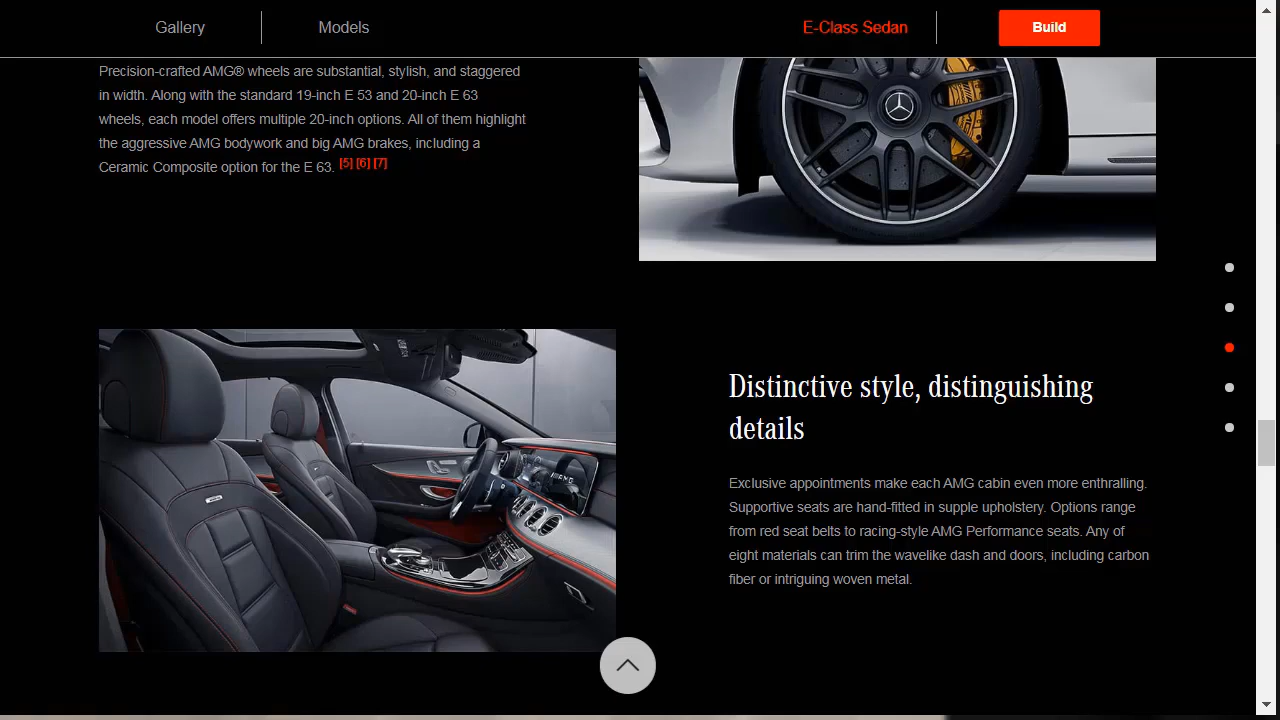 Gallery
Models
E-Class Sedan
Build
Precision-crafted AMG® wheels are substantial, stylish, and staggered
in width. Along with the standard 19-inch E 53 and 20-inch E 63
wheels, each model offers multiple 20-inch options. All of them highlight
the aggressive AMG bodywork and big AMG brakes, including a
Ceramic Composite option for the E 63. [5] [6] [7]
Distinctive style, distinguishing
details
Exclusive appointments make each AMG cabin even more enthralling.
Supportive seats are hand-fitted in supple upholstery. Options range
from red seat belts to racing-style AMG Performance seats. Any of
eight materials can trim the wavelike dash and doors, including carbon
fiber or intriguing woven metal.